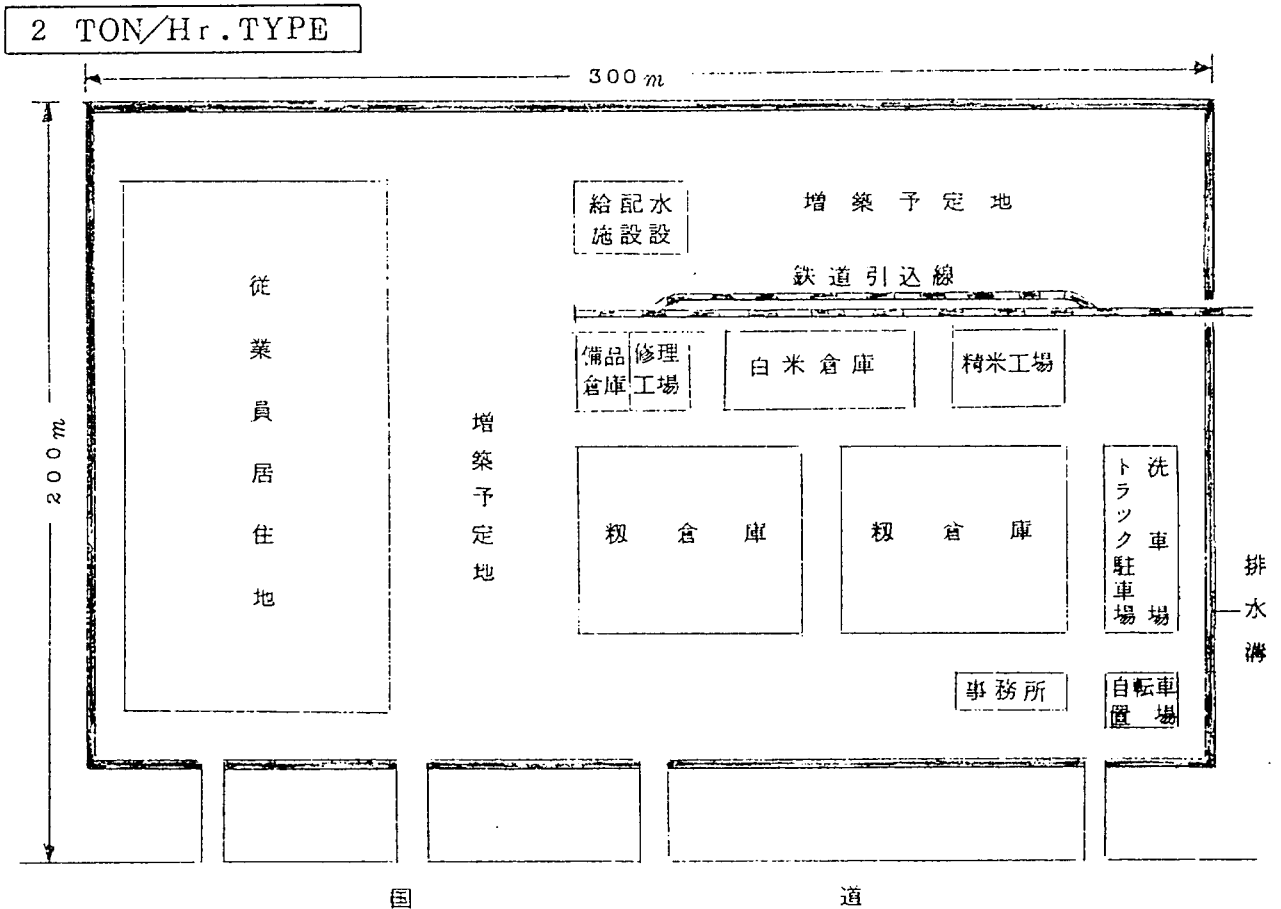 2 TON/Hr.TYPE
300m
200m
給配水
施設設
増築予定地
鉄道引込線
従業員居住地
増築予定地
備品
倉庫
修理
工場
白米倉庫
精米工場
籾倉庫
籾倉庫
洗車場
トラック駐車場
排水溝
事務所
自転車
置場
国道